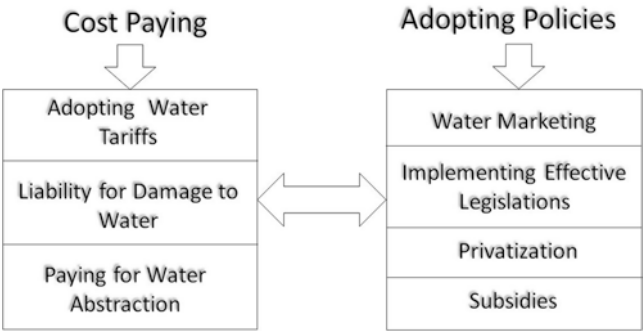 Cost Paying
Adopting Water
Tariffs
Liability for Damage to
Water
Paying for Water
Abstraction
Adopting Policies
Water Marketing
Implementing Effective
Legislations
Privatization
Subsidies